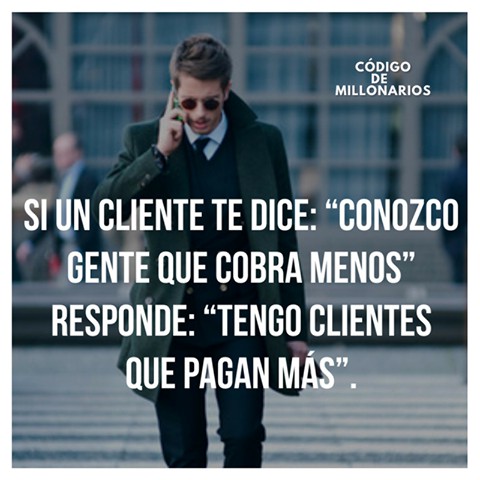 CÓDIGO
DE
MILLONARIOS
SI UN CLIENTE TE DICE: “CONOZCO
GENTE QUE COBRA MENOS”
RESPONDE: “TENGO CLIENTES
QUE PAGAN MÁS”.